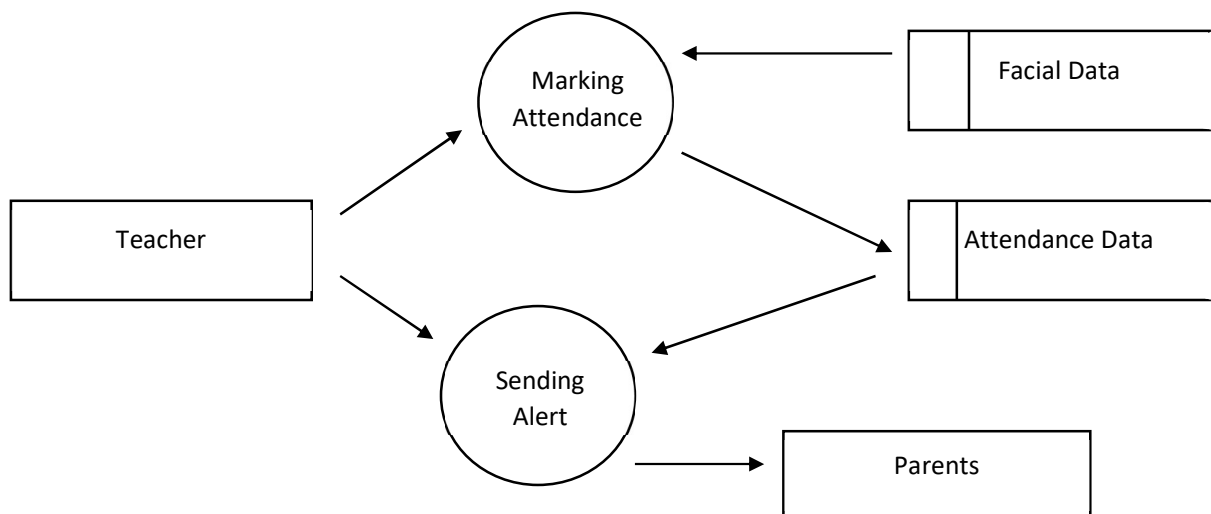 Marking
Attendance
Facial Data
Teacher
Attendance Data
Sending
Alert
Parents